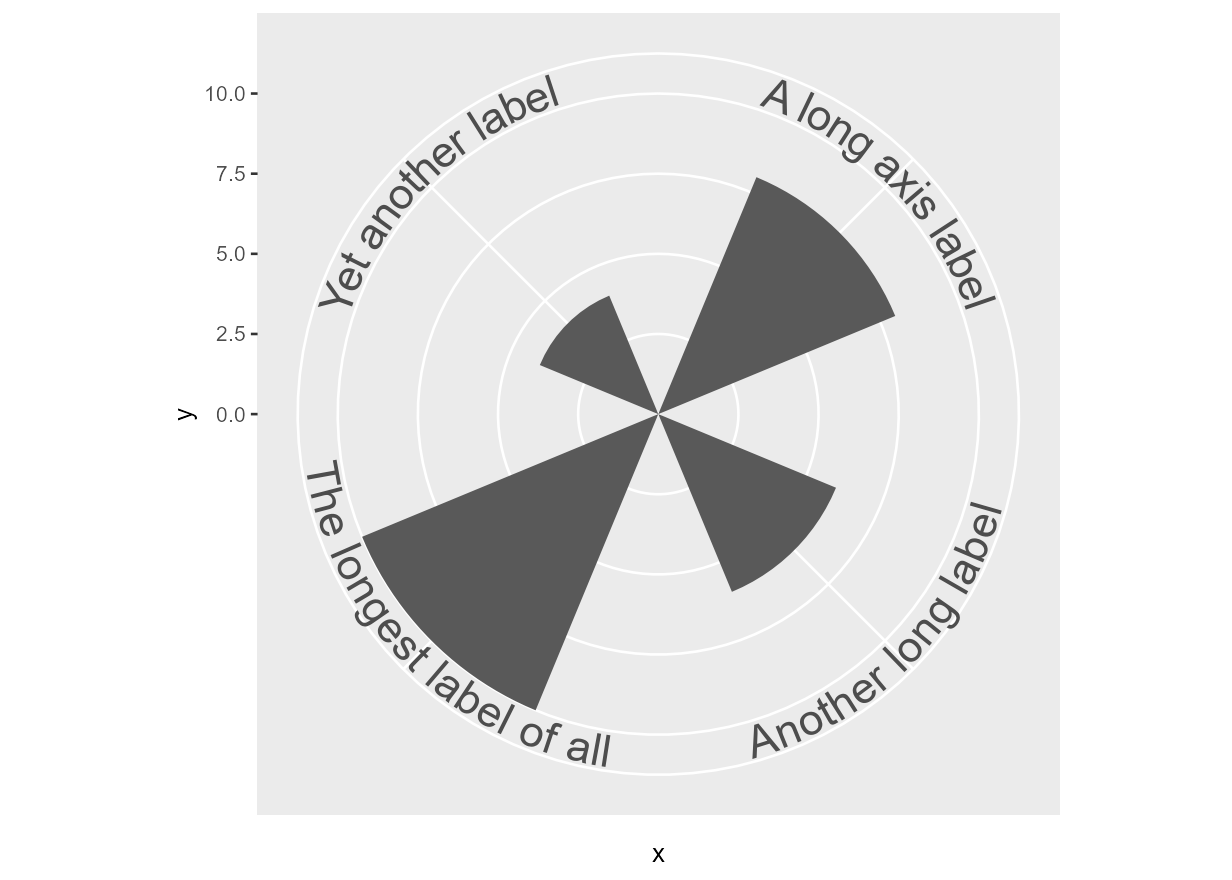 10.0
7.5
5.0
2.5
0.0
y
Yet another label
A long axis label
The longest label of all
Another long label
x